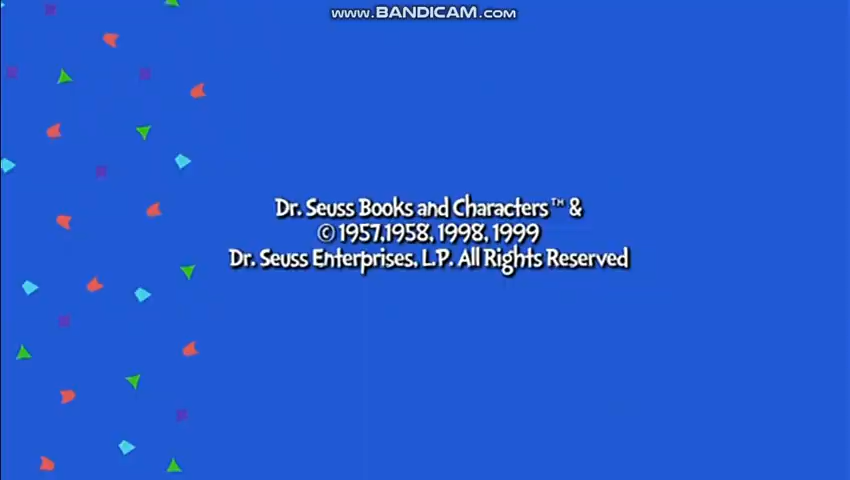 www.BANDICAM.com
Dr. Seuss Books and Characters™ &
© 1957,1958, 1998, 1999
Dr. Seuss Enterprises, L.P. All Rights Reserved